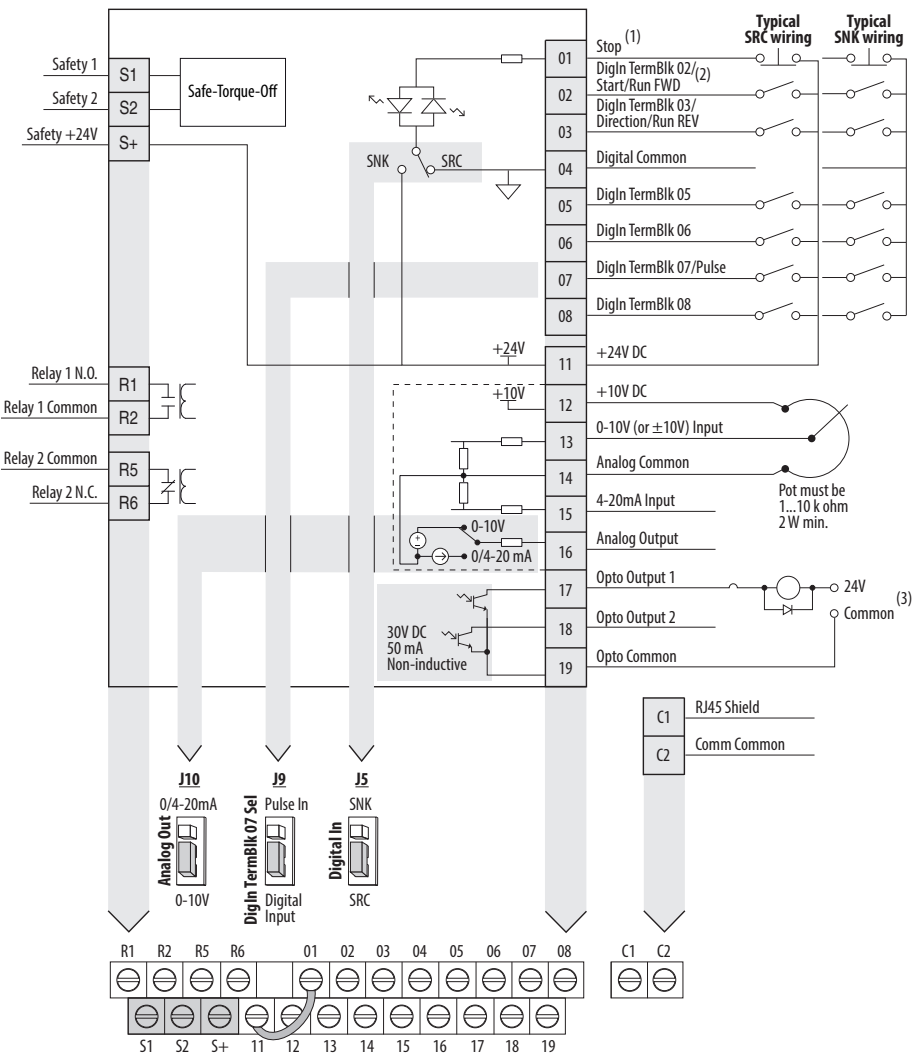 Typical
SRC wiring
Typical
SNK wiring
Safety 1
S1
Safety 2
S2
Safe-Torque-Off
Safety +24V
S+
SNK
SRC
01
Stop (1)
02
DigIn TermBlk 02/(2)
Start/Run FWD
03
DigIn TermBlk 03/
Direction/Run REV
04
Digital Common
05
DigIn TermBlk 05
06
DigIn TermBlk 06
07
DigIn TermBlk 07/Pulse
08
DigIn TermBlk 08
+24V
11
+24V DC
Relay 1 N.O.
R1
Relay 1 Common
R2
Relay 2 Common
R5
Relay 2 N.C.
R6
+10V
12
+10V DC
13
0-10V (or ±10V) Input
14
Analog Common
Pot must be
1...10 k ohm
2 W min.
15
4-20mA Input
0-10V
0/4-20 mA
16
Analog Output
17
Opto Output 1
24V
Common (3)
18
Opto Output 2
30V DC
50 mA
Non-inductive
19
Opto Common
C1
RJ45 Shield
C2
Comm Common
J10
0/4-20mA
Analog Out
0-10V
J9
Pulse In
DigIn TermBlk 07 Sel
Digital
Input
J5
SNK
Digital In
SRC
R1 R2 R5 R6 01 02 03 04 05 06 07 08 C1 C2
S1 S2 S+ 11 12 13 14 15 16 17 18 19